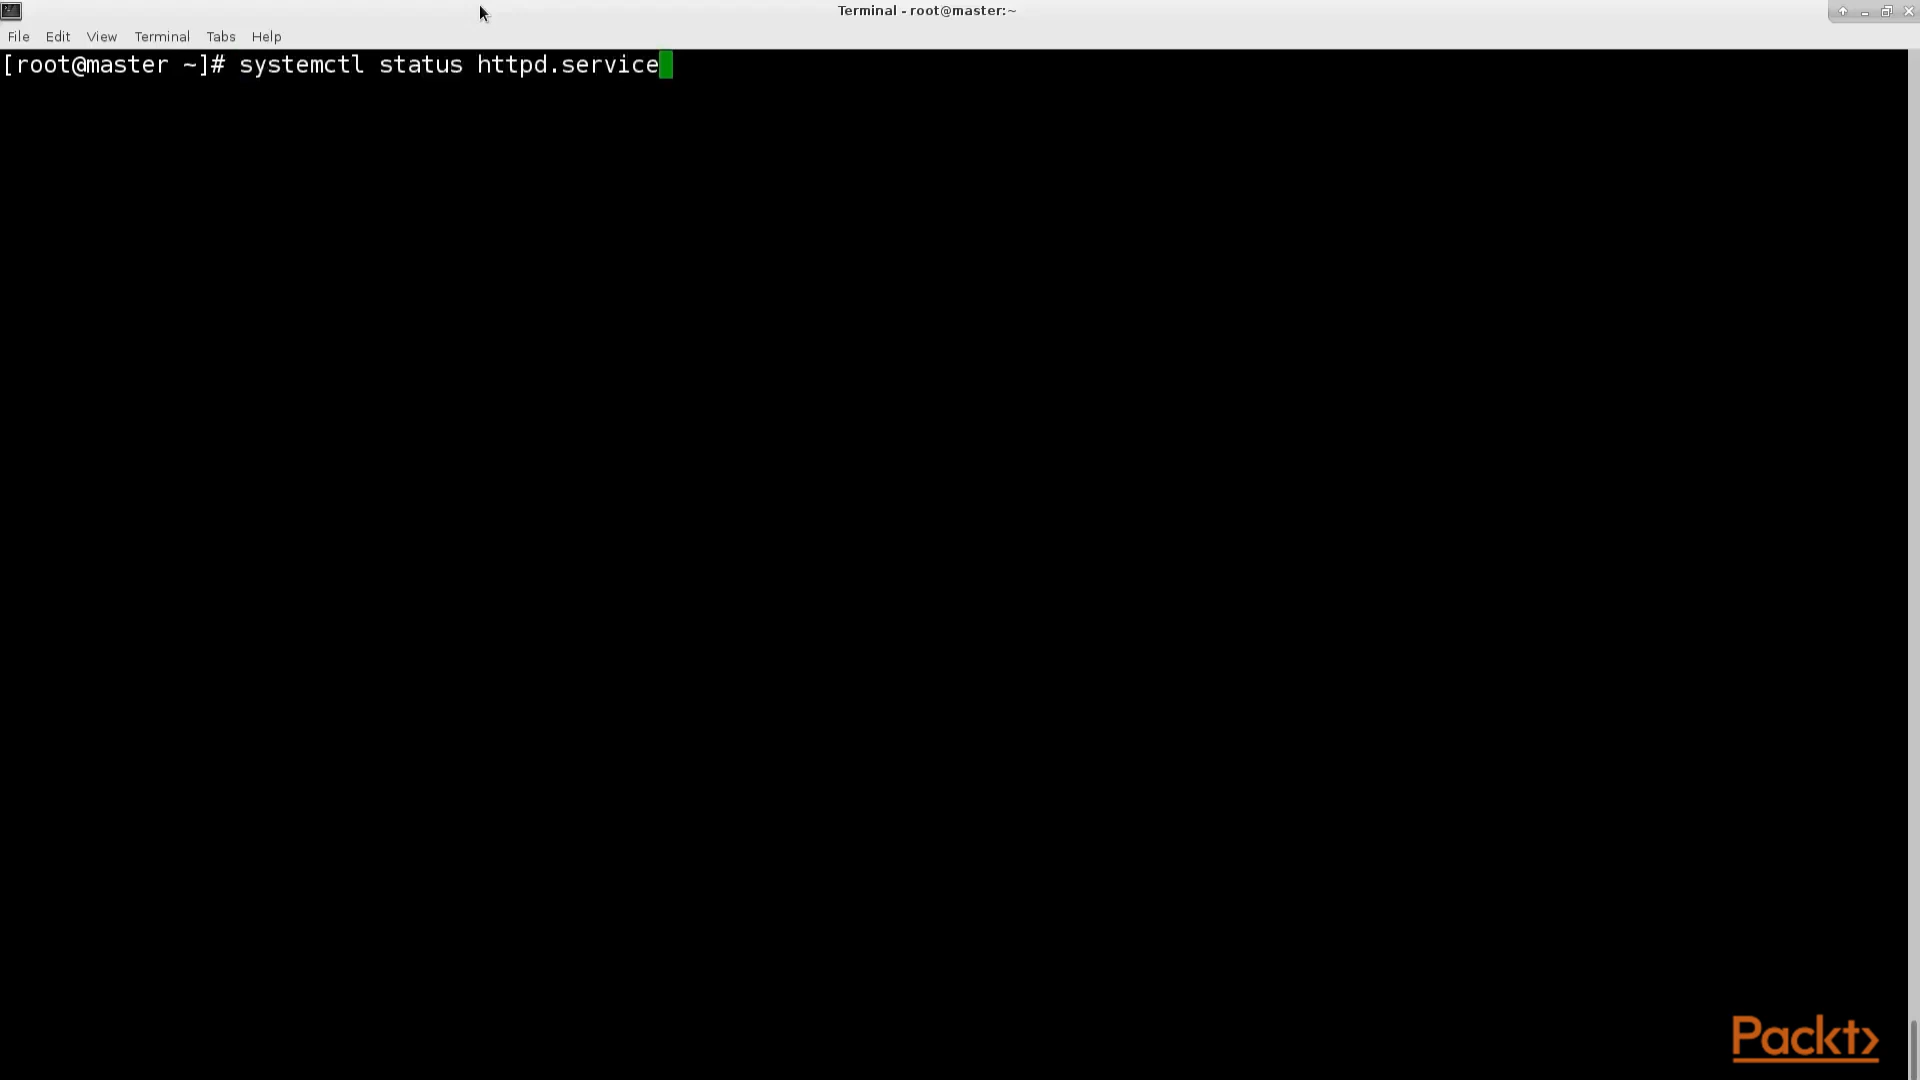 Terminal - root@master:~
File Edit View Terminal Tabs Help
[root@master ~]# systemctl status httpd.service
Packt>